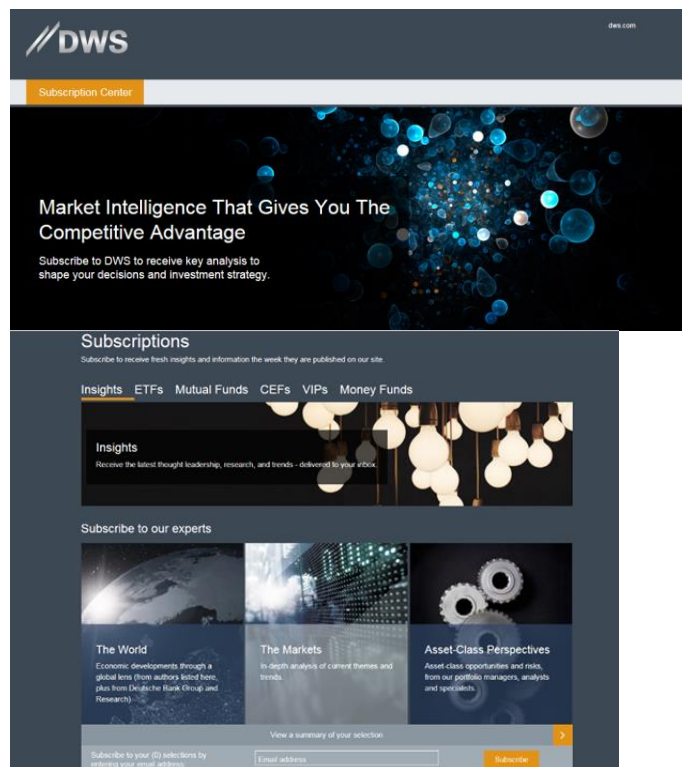 DWS
dws.com
Subscription Center
Market Intelligence That Gives You The
Competitive Advantage
Subscribe to DWS to receive key analysis to
shape your decisions and investment strategy.
Subscriptions
Subscribe to receive fresh insights and information the week they are published on our site.
Insights ETFs Mutual Funds CEFs VIPs Money Funds
Insights
Receive the latest thought leadership, research, and trends - delivered to your inbox.
Subscribe to our experts
The World
Economic developments through a
global lens (from authors listed here,
plus from Deutsche Bank Group and
Research)
The Markets
In-depth analysis of current themes and
trends.
Asset-Class Perspectives
Asset-class opportunities and risks,
from our portfolio managers, analysts
and specialists.
View a summary of your selection
Subscribe to your (0) selections by
entering your email address:
Email address
Subscribe